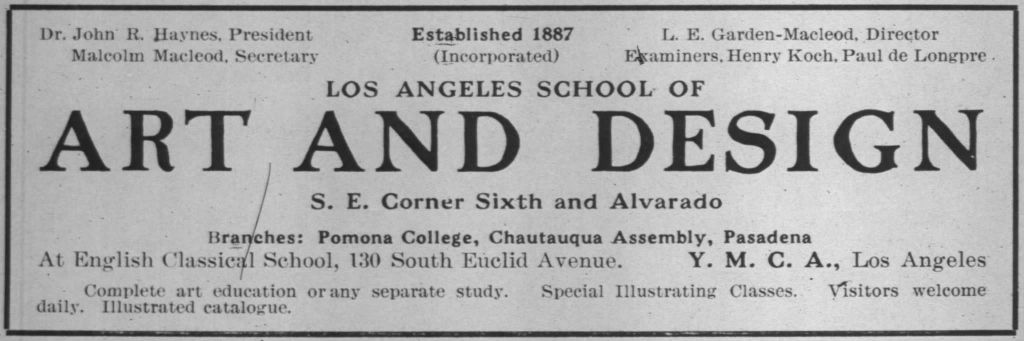 Dr. John R. Haynes, President
Malcolm Macleod, Secretary
Established 1887
(Incorporated)
L. E. Garden-Macleod, Director
Examiners, Henry Koch, Paul de Longpre.
LOS ANGELES SCHOOL OF
ART AND DESIGN
S. E. Corner Sixth and Alvarado
Branches: Pomona College, Chautauqua Assembly, Pasadena
At English Classical School, 130 South Euclid Avenue. Y. M. C. A., Los Angeles
Complete art education or any separate study. Special Illustrating Classes. Visitors welcome
daily. Illustrated catalogue.